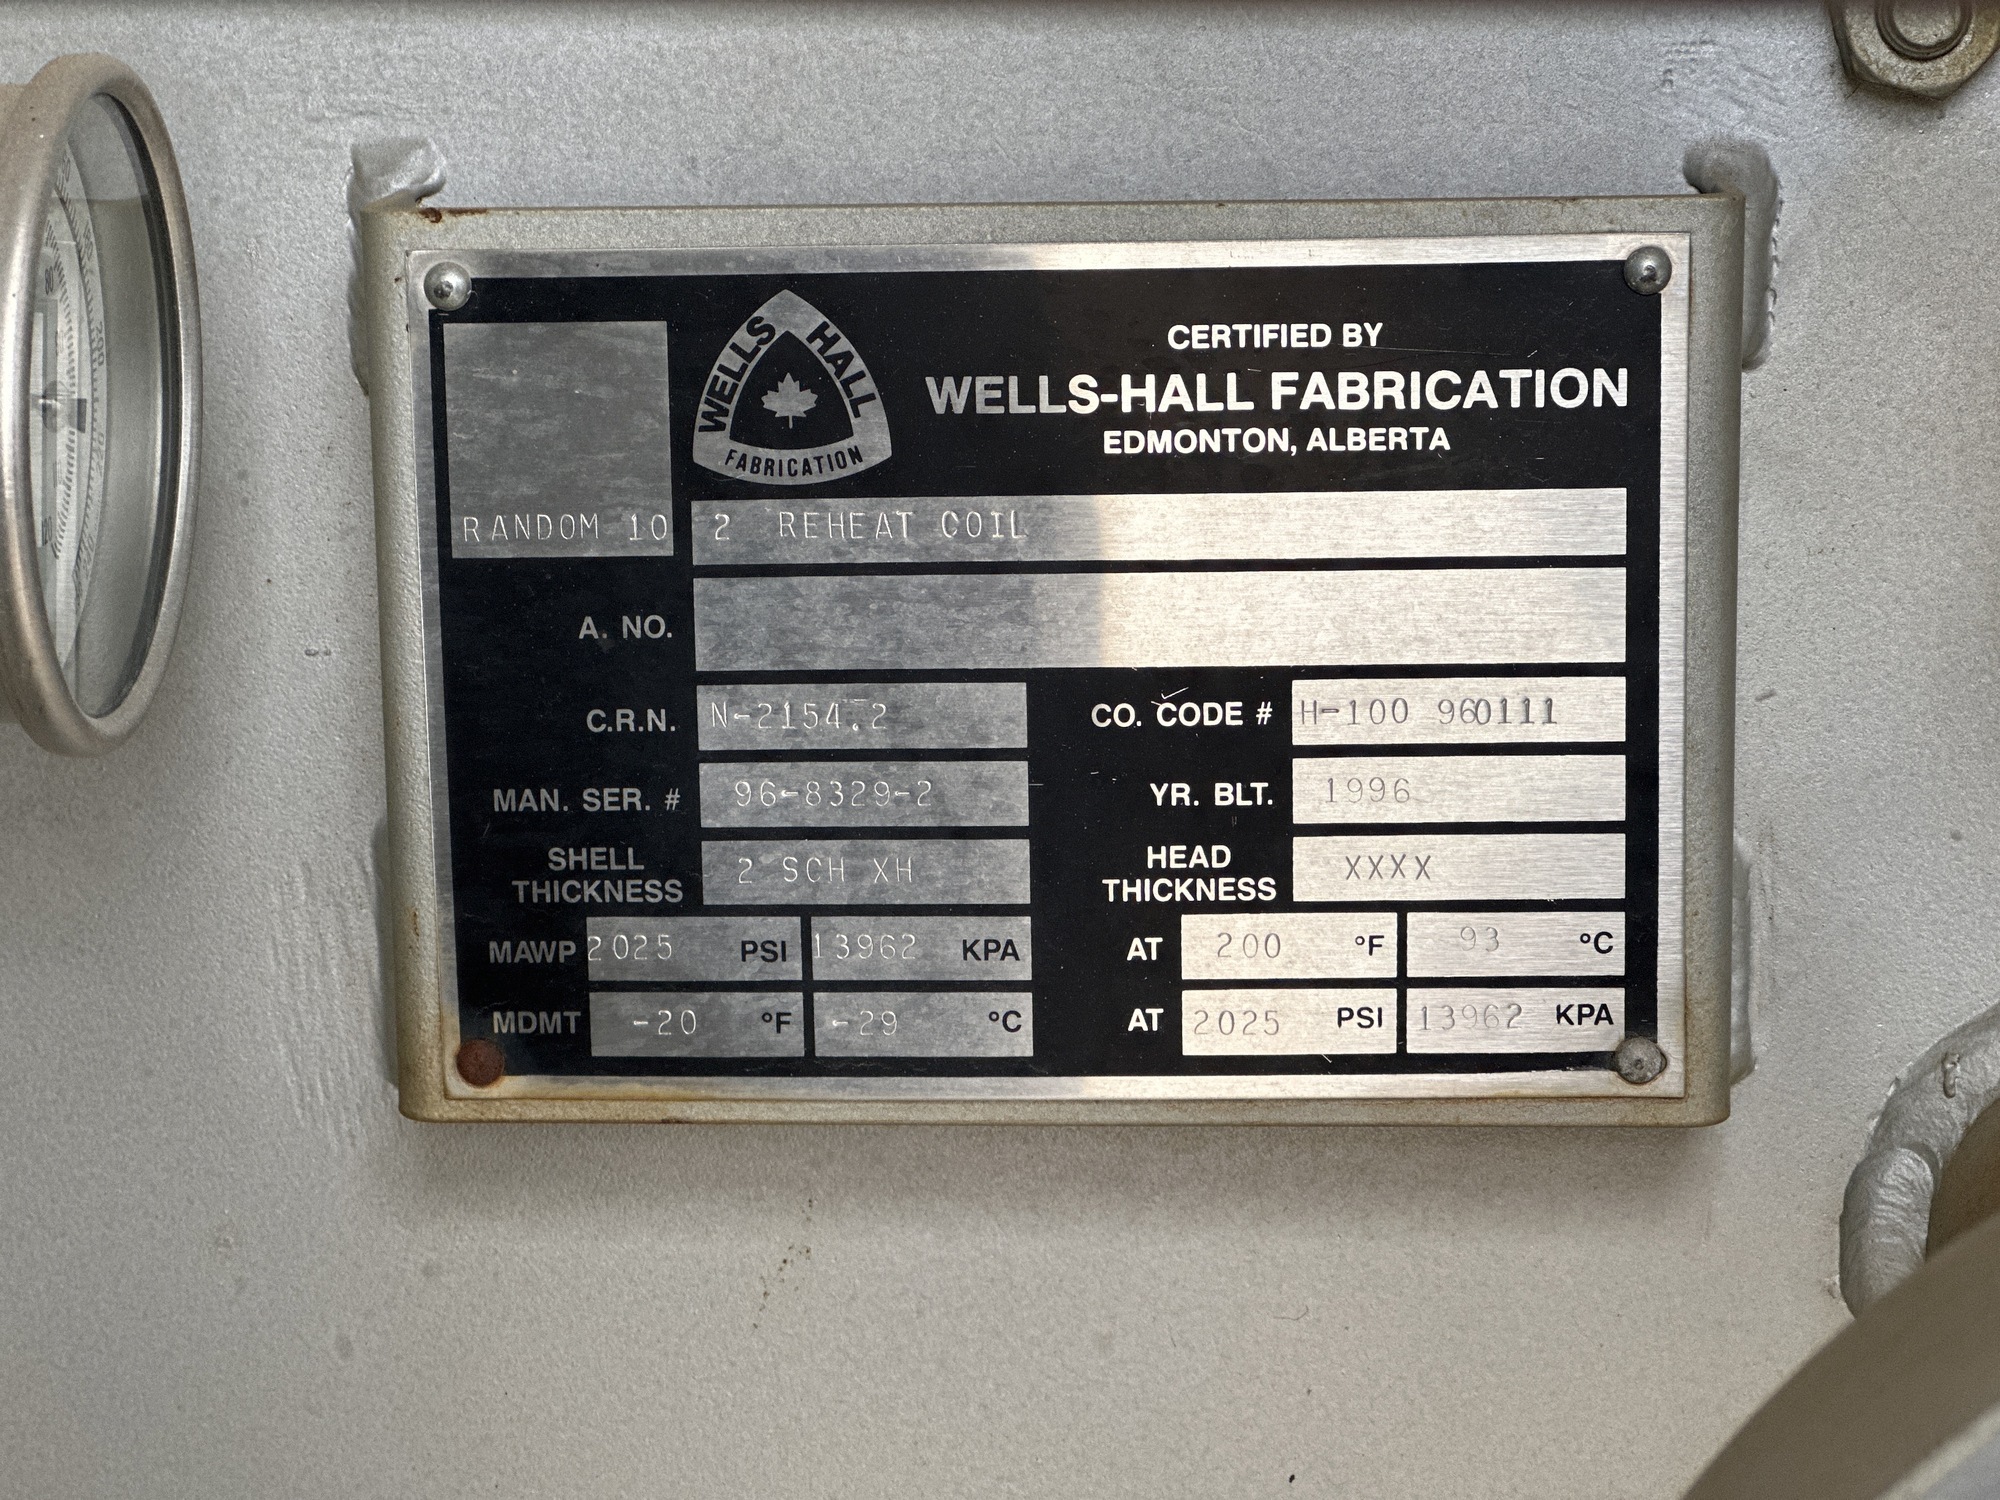 WELLS HALL
FABRICATION
CERTIFIED BY
WELLS-HALL FABRICATION
EDMONTON, ALBERTA
RANDOM 10 2 REHEAT COIL
A. NO.
C.R.N. N-2154.2 CO. CODE # H-100 960111
MAN. SER. # 96-8329-2 YR. BLT. 1996
SHELL THICKNESS 2 SCH XH HEAD THICKNESS XXXX
MAWP 2025 PSI 13962 KPA AT 200 °F 93 °C
MDMT -20 °F -29 °C AT 2025 PSI 13962 KPA